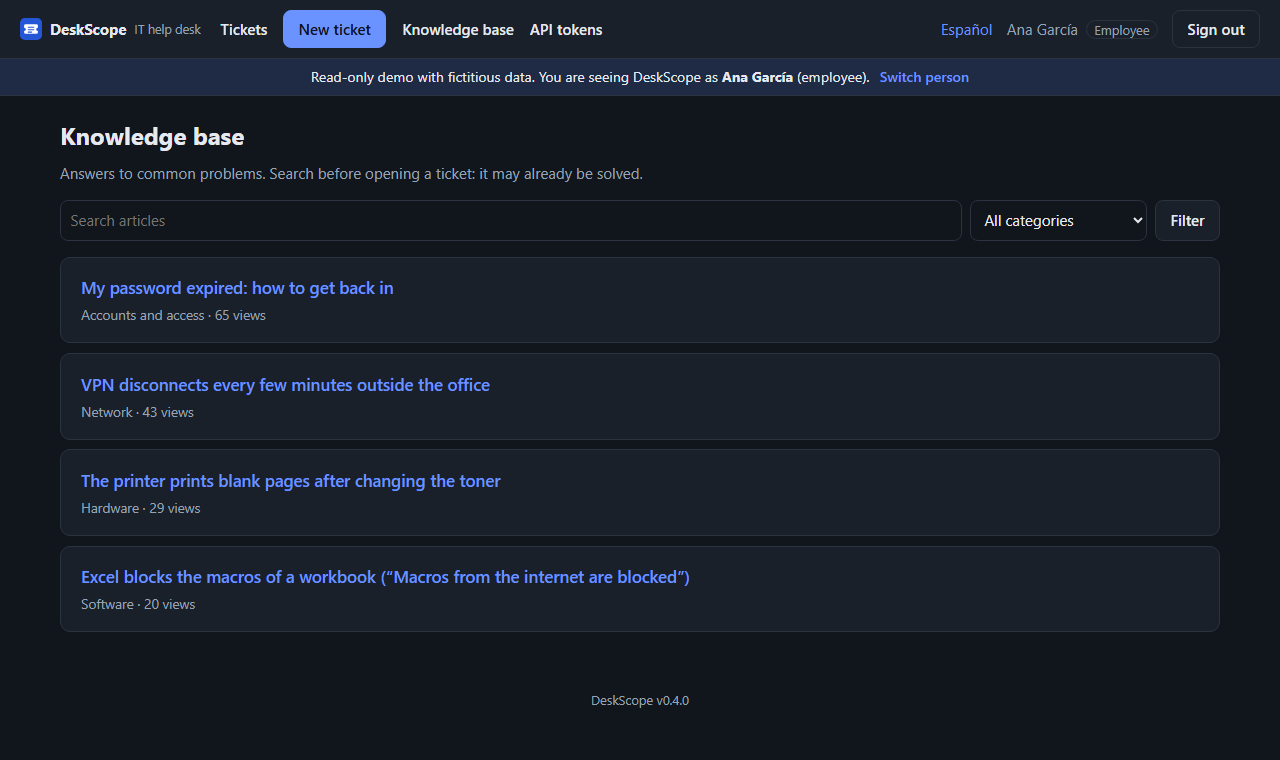 DeskScope IT help desk Tickets New ticket Knowledge base API tokens Español Ana García Employee Sign out
Read-only demo with fictitious data. You are seeing DeskScope as Ana García (employee). Switch person
Knowledge base
Answers to common problems. Search before opening a ticket: it may already be solved.
Search articles All categories Filter
My password expired: how to get back in
Accounts and access · 65 views
VPN disconnects every few minutes outside the office
Network · 43 views
The printer prints blank pages after changing the toner
Hardware · 29 views
Excel blocks the macros of a workbook (“Macros from the internet are blocked”)
Software · 20 views
DeskScope v0.4.0